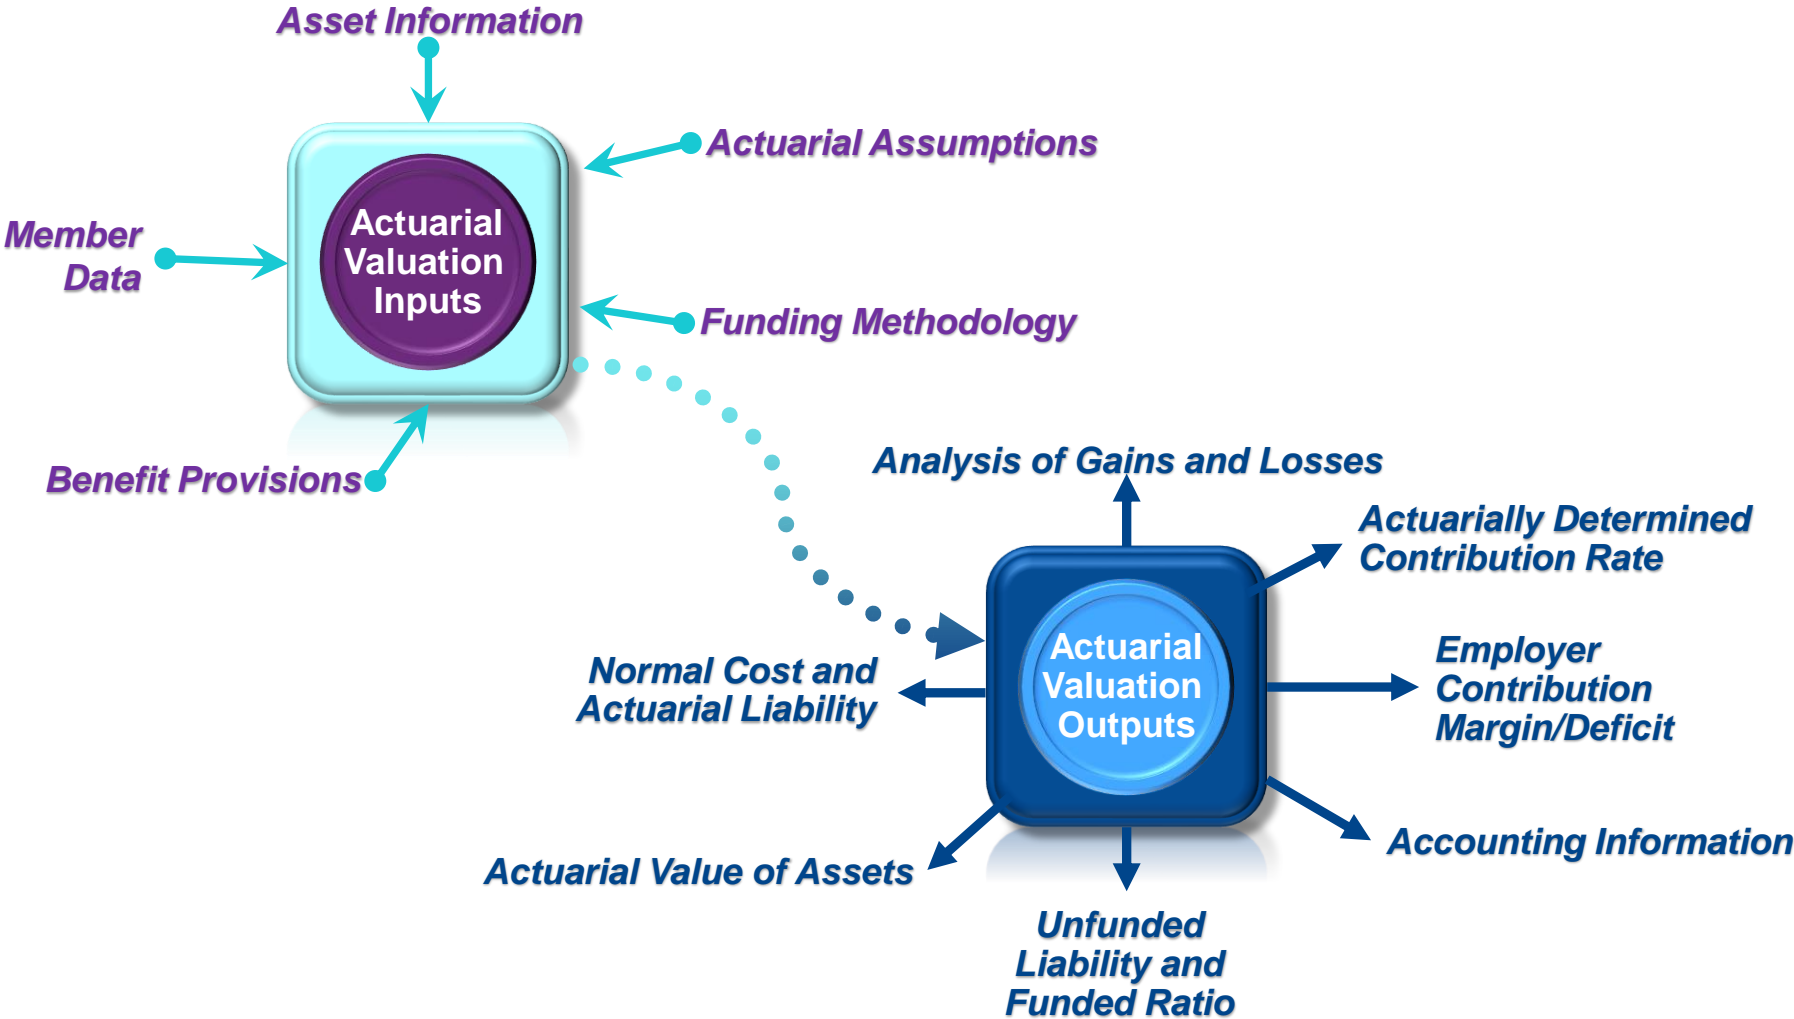 Asset Information
Actuarial Assumptions
Member
Data
Actuarial
Valuation
Inputs
Funding Methodology
Benefit Provisions
Analysis of Gains and Losses
Actuarially Determined
Contribution Rate
Normal Cost and
Actuarial Liability
Actuarial
Valuation
Outputs
Employer
Contribution
Margin/Deficit
Actuarial Value of Assets
Accounting Information
Unfunded
Liability and
Funded Ratio